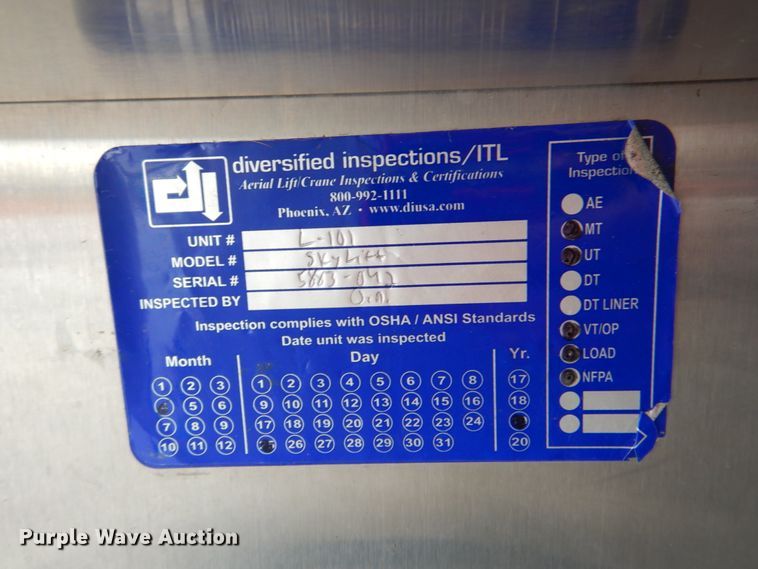 diversified inspections/ITL
Aerial Lift/Crane Inspections & Certifications
800-992-1111
Phoenix, AZ • www.diusa.com
UNIT # L-101
MODEL # Skylift
SERIAL #
INSPECTED BY
Inspection complies with OSHA / ANSI Standards
Date unit was inspected
Month
1 2 3
5 6
7 8 9
10 11 12
Day
1 2 3 4 5 6 7 8
9 10 11 12 13 14 15 16
17 18 19 20 21 22 23 24
25 26 27 28 29 30 31
Yr.
17
18
20
Type of
Inspection
AE
MT
UT
DT
DT LINER
VT/OP
LOAD
NFPA
Purple Wave Auction